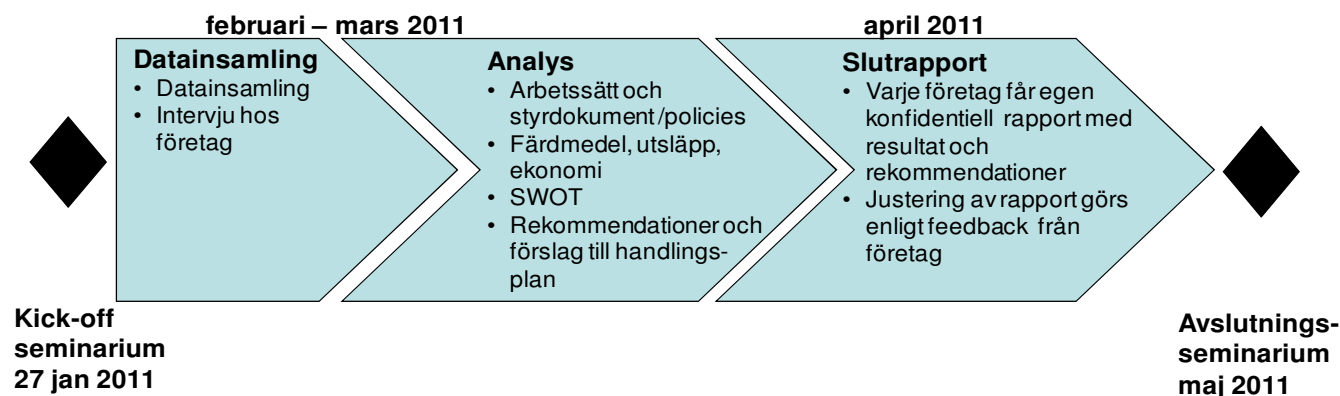 februari – mars 2011
april 2011
Datainsamling
• Datainsamling
• Intervju hos
företag
Analys
• Arbetssätt och
styrdokument/policies
• Färdmedel, utsläpp,
ekonomi
• SWOT
• Rekommendationer och
förslag till handlings-
plan
Slutrapport
• Varje företag får egen
konfidentiell rapport med
resultat och
rekommendationer
• Justering av rapport görs
enligt feedback från
företag
Kick-off
seminarium
27 jan 2011
Avslutnings-
seminarium
maj 2011